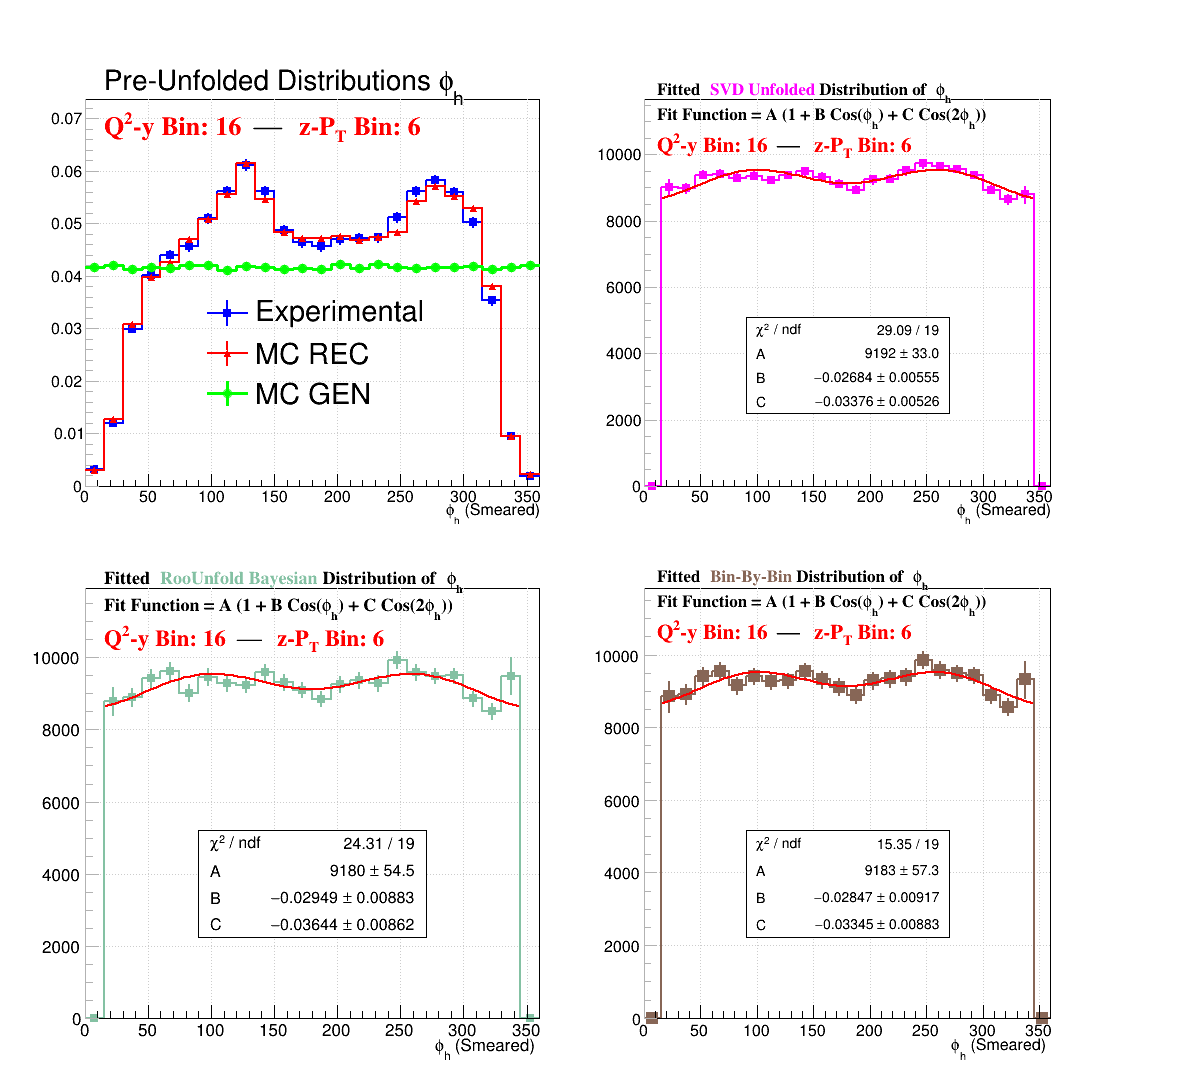 Pre-Unfolded Distributions ϕh
Q²-y Bin: 16 — z-PT Bin: 6
0.07
0.06
0.05
0.04
0.03
0.02
0.01
0
Experimental
MC REC
MC GEN
0 50 100 150 200 250 300 350
ϕh (Smeared)
Fitted SVD Unfolded Distribution of ϕh
Fit Function = A (1 + B Cos(ϕh) + C Cos(2ϕh))
Q²-y Bin: 16 — z-PT Bin: 6
10000
8000
6000
4000
2000
0
χ² / ndf 29.09 / 19
A 9192 ± 33.0
B −0.02684 ± 0.00555
C −0.03376 ± 0.00526
0 50 100 150 200 250 300 350
ϕh (Smeared)
Fitted RooUnfold Bayesian Distribution of ϕh
Fit Function = A (1 + B Cos(ϕh) + C Cos(2ϕh))
Q²-y Bin: 16 — z-PT Bin: 6
10000
8000
6000
4000
2000
0
χ² / ndf 24.31 / 19
A 9180 ± 54.5
B −0.02949 ± 0.00883
C −0.03644 ± 0.00862
0 50 100 150 200 250 300 350
ϕh (Smeared)
Fitted Bin-By-Bin Distribution of ϕh
Fit Function = A (1 + B Cos(ϕh) + C Cos(2ϕh))
Q²-y Bin: 16 — z-PT Bin: 6
10000
8000
6000
4000
2000
0
χ² / ndf 15.35 / 19
A 9183 ± 57.3
B −0.02847 ± 0.00917
C −0.03345 ± 0.00883
0 50 100 150 200 250 300 350
ϕh (Smeared)